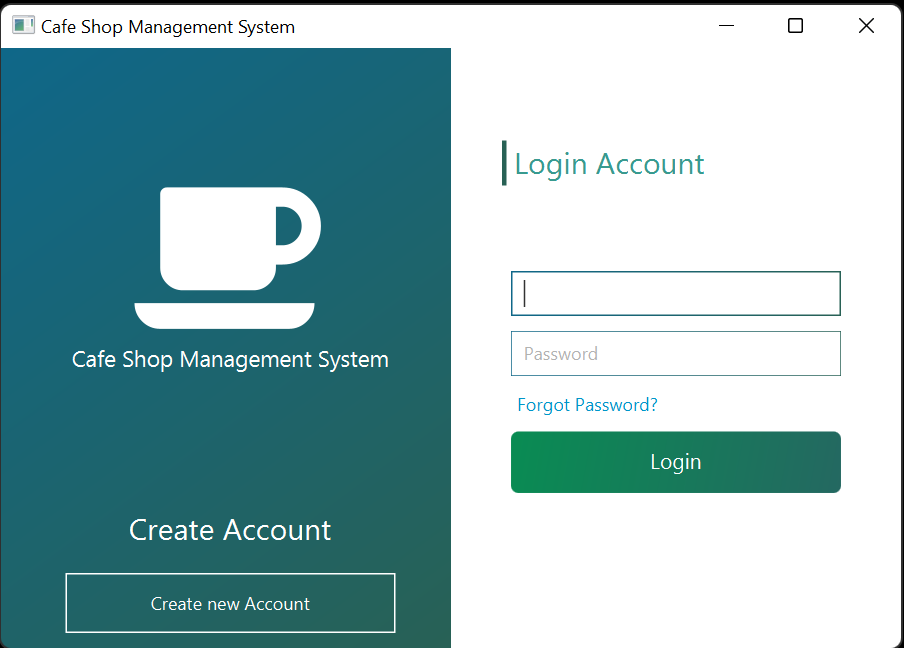 Cafe Shop Management System
Cafe Shop Management System
Create Account
Create new Account
Login Account
Password
Forgot Password?
Login